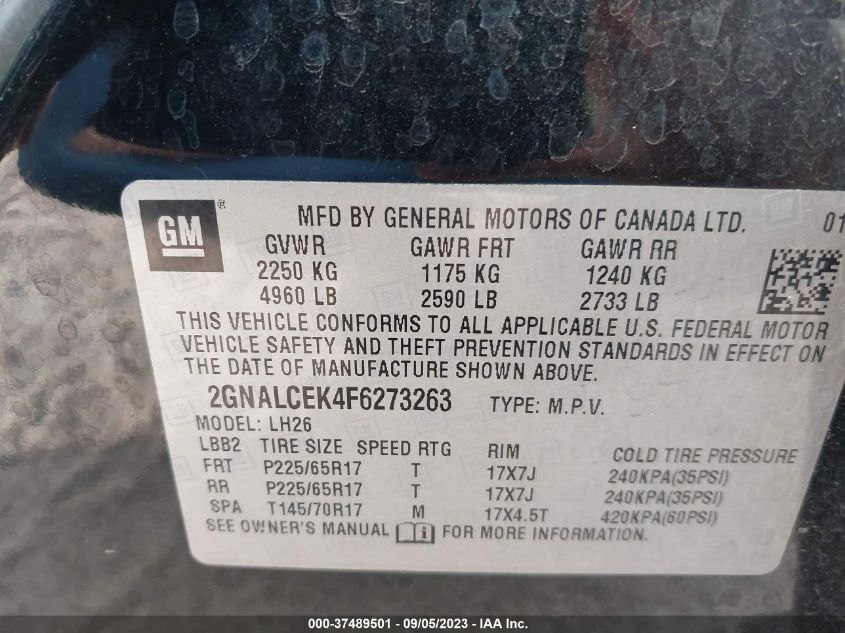 GM® MFD BY GENERAL MOTORS OF CANADA LTD. 01
GVWR GAWR FRT GAWR RR
2250 KG 1175 KG 1240 KG
4960 LB 2590 LB 2733 LB
THIS VEHICLE CONFORMS TO ALL APPLICABLE U.S. FEDERAL MOTOR
VEHICLE SAFETY AND THEFT PREVENTION STANDARDS IN EFFECT ON
THE DATE OF MANUFACTURE SHOWN ABOVE.
2GNALCEK4F6273263 TYPE: M.P.V.
MODEL: LH26
LBB2 TIRE SIZE SPEED RTG RIM COLD TIRE PRESSURE
FRT P225/65R17 T 17X7J 240KPA(35PSI)
RR P225/65R17 T 17X7J 240KPA(35PSI)
SPA T145/70R17 M 17X4.5T 420KPA(60PSI)
SEE OWNER'S MANUAL i FOR MORE INFORMATION.
000-37489501 - 09/05/2023 - IAA Inc.